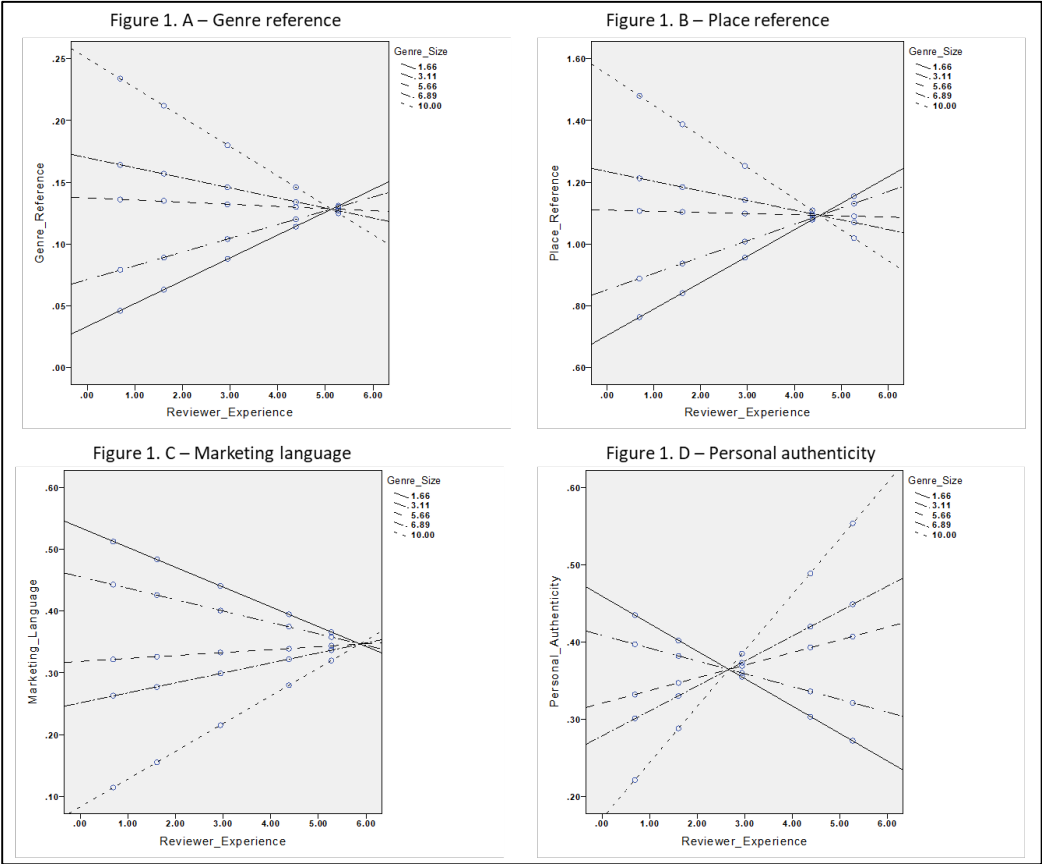 Figure 1. A – Genre reference
Genre_Size
1.66
3.11
5.66
6.89
10.00
.25
.20
.15
.10
.05
.00
Genre_Reference
.00 1.00 2.00 3.00 4.00 5.00 6.00
Reviewer_Experience
Figure 1. B – Place reference
Genre_Size
1.66
3.11
5.66
6.89
10.00
1.60
1.40
1.20
1.00
.80
.60
Place_Reference
.00 1.00 2.00 3.00 4.00 5.00 6.00
Reviewer_Experience
Figure 1. C – Marketing language
Genre_Size
1.66
3.11
5.66
6.89
10.00
.60
.50
.40
.30
.20
.10
Marketing_Language
.00 1.00 2.00 3.00 4.00 5.00 6.00
Reviewer_Experience
Figure 1. D – Personal authenticity
Genre_Size
1.66
3.11
5.66
6.89
10.00
.60
.50
.40
.30
.20
Personal_Authenticity
.00 1.00 2.00 3.00 4.00 5.00 6.00
Reviewer_Experience